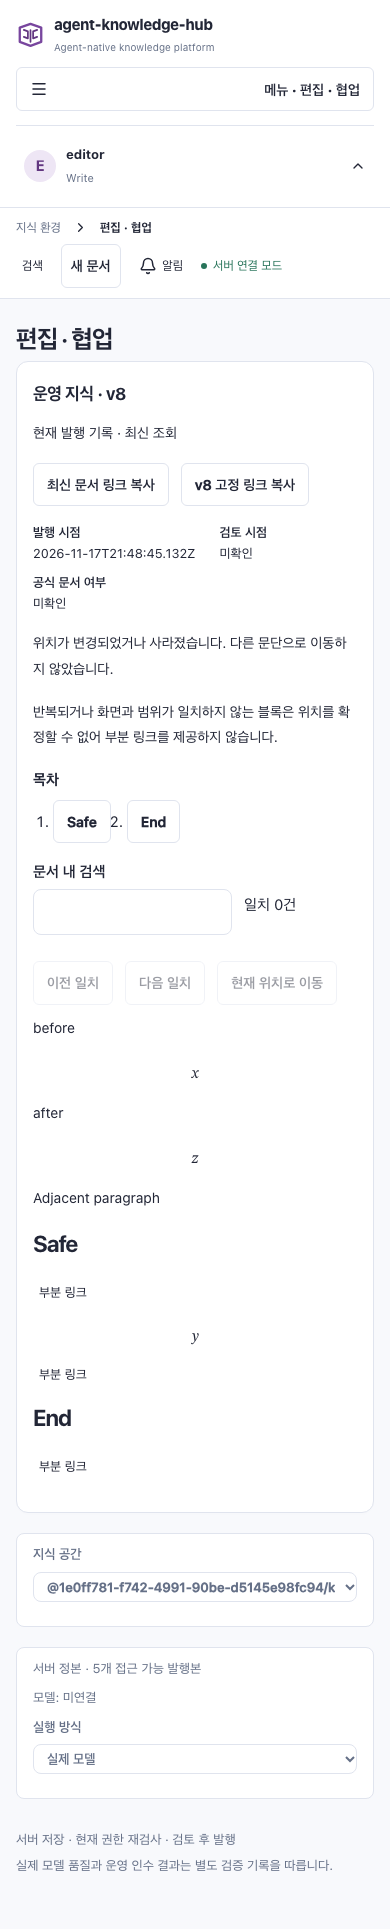 agent-knowledge-hub
Agent-native knowledge platform
메뉴 · 편집 · 협업
E
editor
Write
지식 환경 > 편집 · 협업
검색 새 문서 알림 서버 연결 모드
편집 · 협업
운영 지식 · v8
현재 발행 기록 · 최신 조회
최신 문서 링크 복사 v8 고정 링크 복사
발행 시점 검토 시점
2026-11-17T21:48:45.132Z 미확인
공식 문서 여부
미확인
위치가 변경되었거나 사라졌습니다. 다른 문단으로 이동하
지 않았습니다.
반복되거나 화면과 범위가 일치하지 않는 블록은 위치를 확
정할 수 없어 부분 링크를 제공하지 않습니다.
목차
1. Safe 2. End
문서 내 검색
일치 0건
이전 일치 다음 일치 현재 위치로 이동
before
x
after
z
Adjacent paragraph
Safe
부분 링크
y
부분 링크
End
부분 링크
지식 공간
@1e0ff781-f742-4991-90be-d5145e98fc94/k
서버 정본 · 5개 접근 가능 발행본
모델: 미연결
실행 방식
실제 모델
서버 저장 · 현재 권한 재검사 · 검토 후 발행
실제 모델 품질과 운영 인수 결과는 별도 검증 기록을 따릅니다.